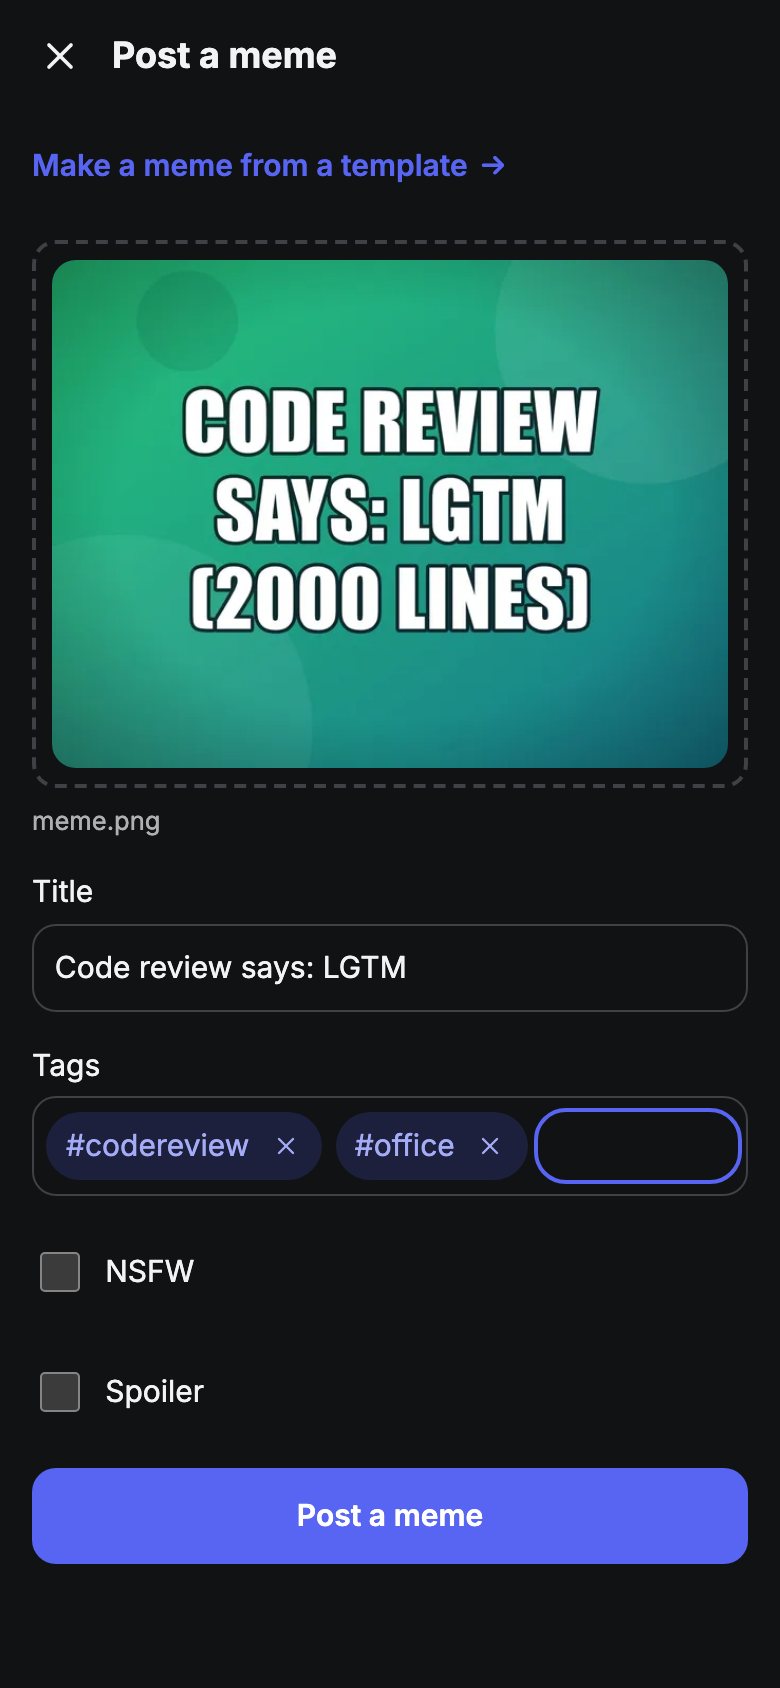 Post a meme
Make a meme from a template →
CODE REVIEW
SAYS: LGTM
(2000 LINES)
meme.png
Title
Code review says: LGTM
Tags
#codereview × #office ×
NSFW
Spoiler
Post a meme